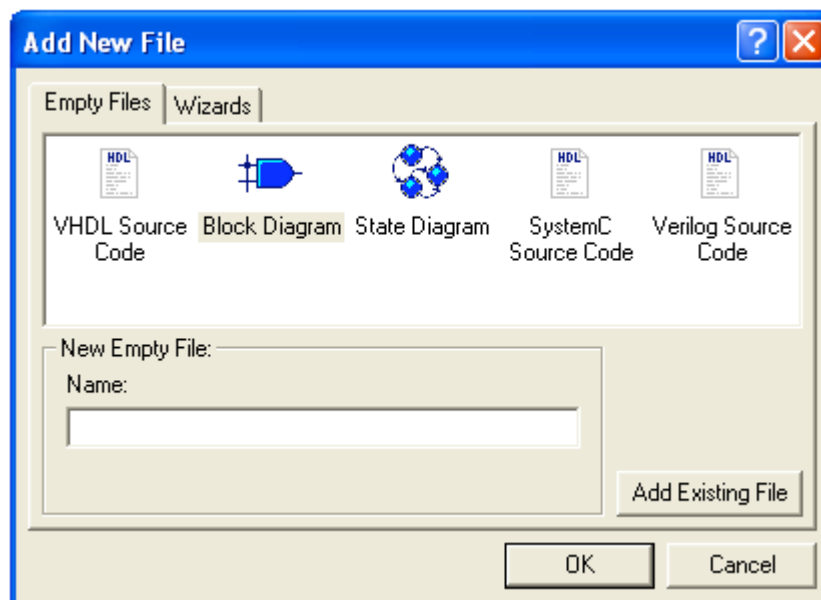 Add New File
Empty Files
Wizards
HDL
HDL
HDL
VHDL Source
Code
Block Diagram
State Diagram
SystemC
Source Code
Verilog Source
Code
New Empty File:
Name:
Add Existing File
OK
Cancel